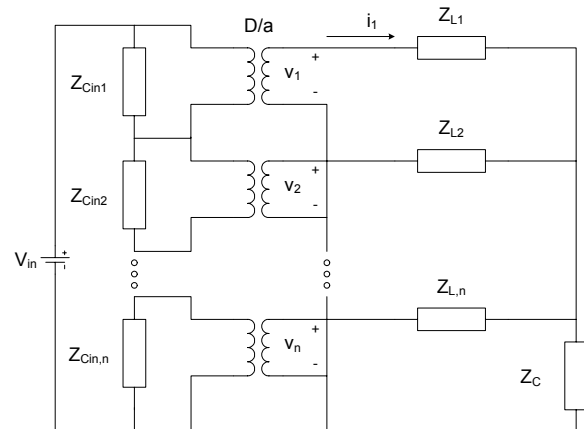 D/a
i1
ZL1
ZCin1
+
v1
-
ZL2
ZCin2
+
v2
-
Vin
+
-
ZL,n
ZCin,n
+
vn
-
ZC